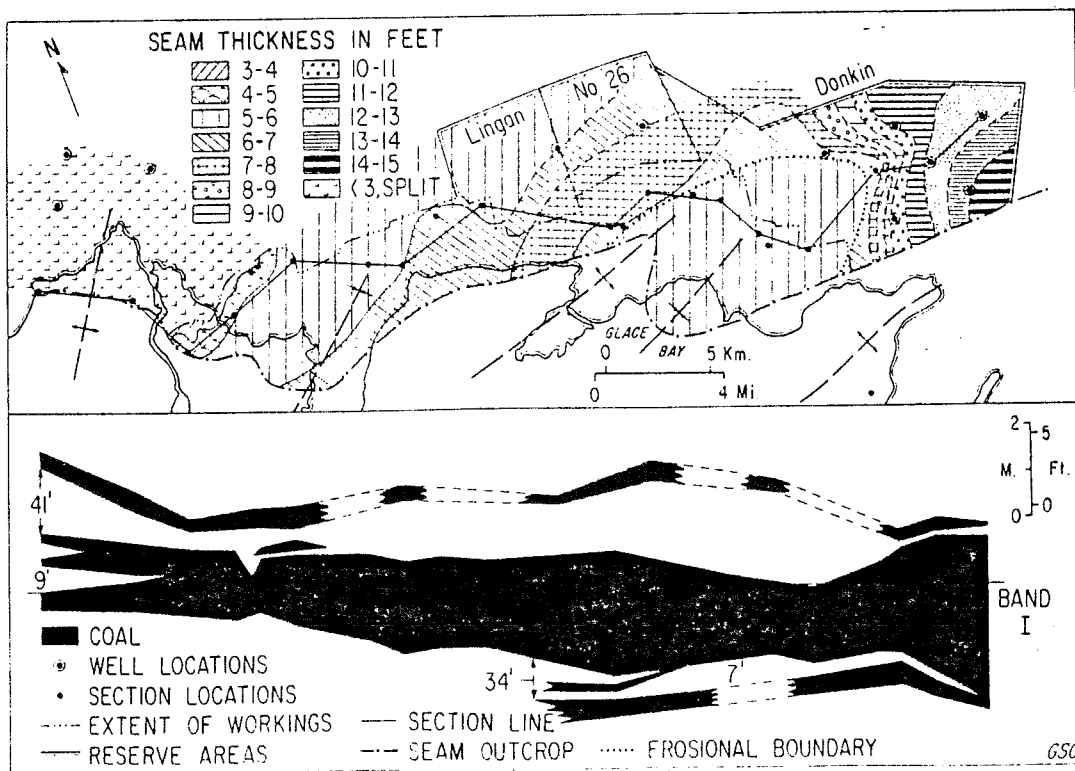 N
SEAM THICKNESS IN FEET
3-4
4-5
5-6
6-7
7-8
8-9
9-10
10-11
11-12
12-13
13-14
14-15
<3, SPLIT
Lingan
No 26
Donkin
GLACE
BAY
0 5 Km.
0 4 Mi.
2
5
M.
Ft.
0
0
41'
9'
34'
7'
BAND
I
COAL
WELL LOCATIONS
SECTION LOCATIONS
EXTENT OF WORKINGS
SECTION LINE
RESERVE AREAS
SEAM OUTCROP
EROSIONAL BOUNDARY
GSC